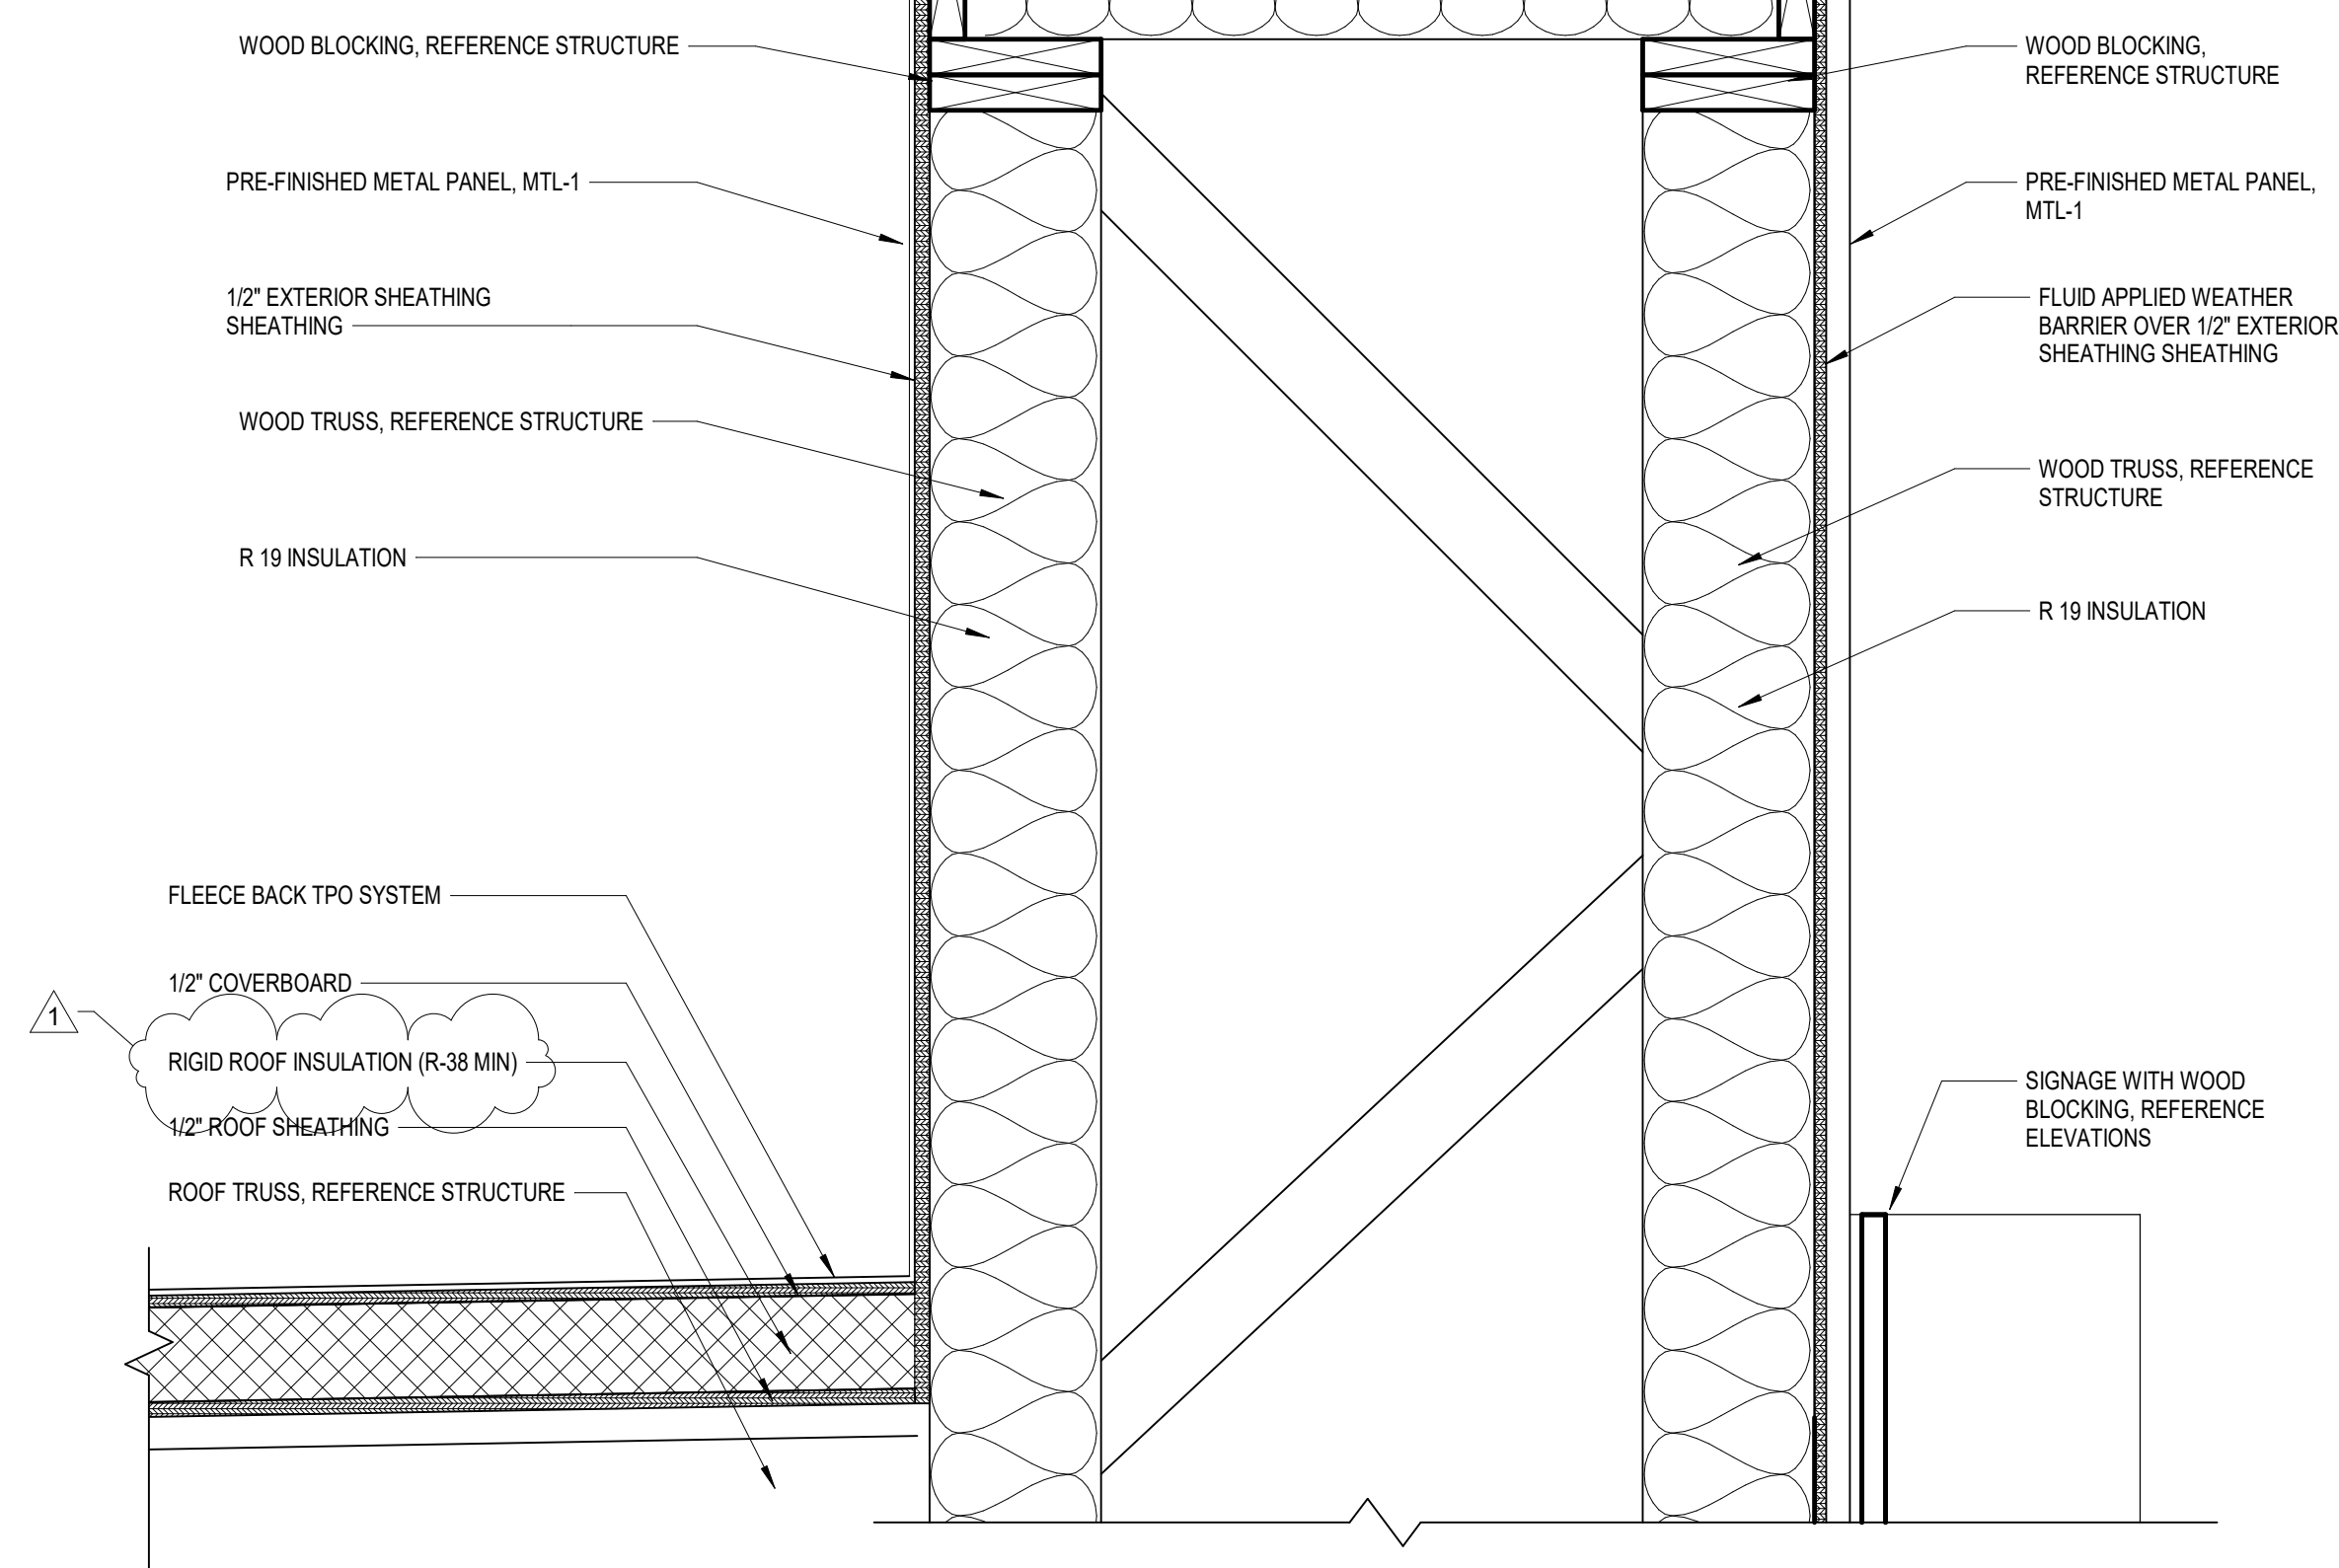 WOOD BLOCKING, REFERENCE STRUCTURE
PRE-FINISHED METAL PANEL, MTL-1
1/2" EXTERIOR SHEATHING
SHEATHING
WOOD TRUSS, REFERENCE STRUCTURE
R 19 INSULATION
FLEECE BACK TPO SYSTEM
1/2" COVERBOARD
1
RIGID ROOF INSULATION (R-38 MIN)
1/2" ROOF SHEATHING
ROOF TRUSS, REFERENCE STRUCTURE
WOOD BLOCKING,
REFERENCE STRUCTURE
PRE-FINISHED METAL PANEL,
MTL-1
FLUID APPLIED WEATHER
BARRIER OVER 1/2" EXTERIOR
SHEATHING SHEATHING
WOOD TRUSS, REFERENCE
STRUCTURE
R 19 INSULATION
SIGNAGE WITH WOOD
BLOCKING, REFERENCE
ELEVATIONS